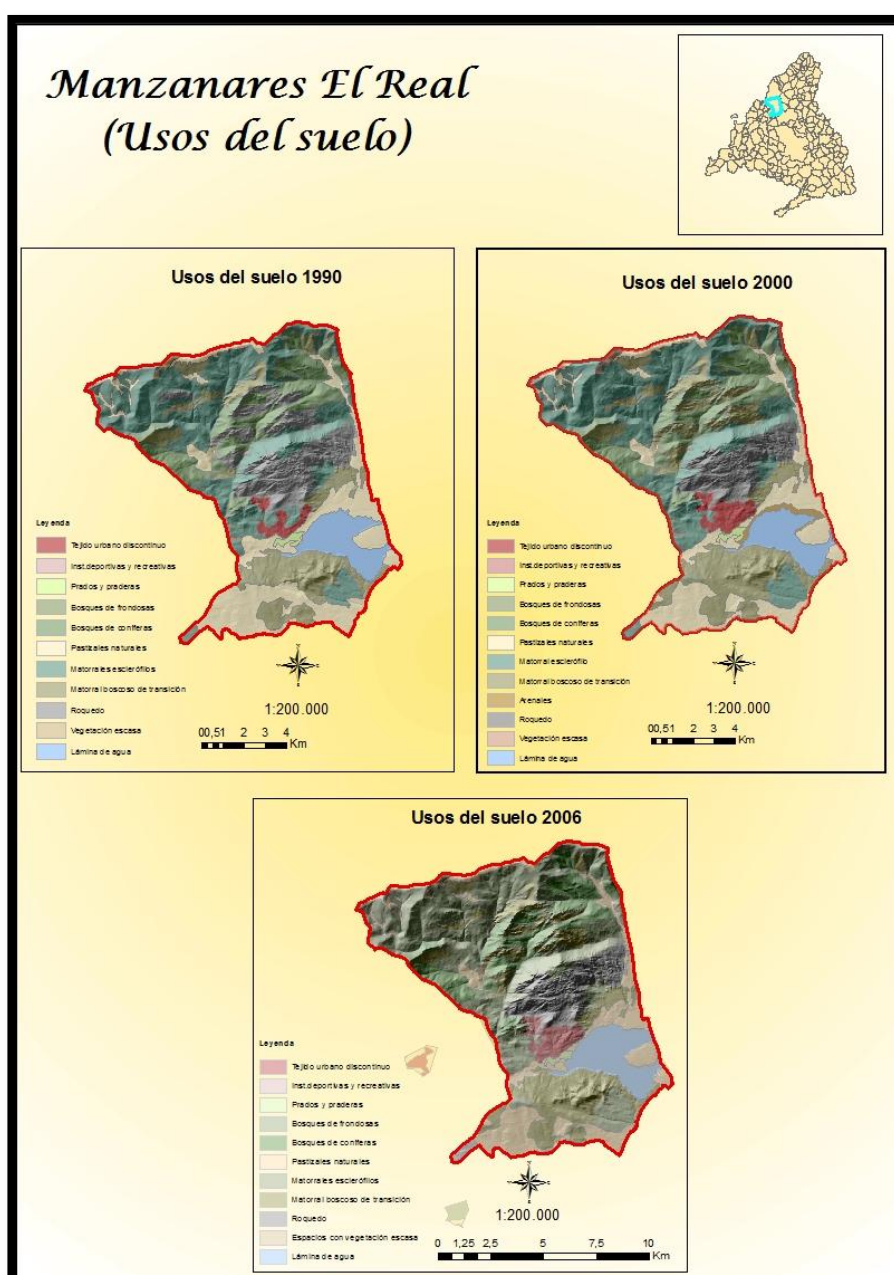 Manzanares El Real
(Usos del suelo)
Usos del suelo 1990
Leyenda
Tejido urbano discontinuo
Inst.deportivas y recreativas
Prados y praderas
Bosques de frondosas
Bosques de coníferas
Pastizales naturales
Matorrales esclerófilos
Matorral boscoso de transición
Roquedo
Vegetación escasa
Lámina de agua
1:200.000
00,51 2 3 4
Km
Usos del suelo 2000
Leyenda
Tejido urbano discontinuo
Inst.deportivas y recreativas
Prados y praderas
Bosques de frondosas
Bosques de coníferas
Pastizales naturales
Matorral esclerófilo
Matorral boscoso de transición
Arenales
Roquedo
Vegetación escasa
Lámina de agua
1:200.000
00,51 2 3 4
Km
Usos del suelo 2006
Leyenda
Tejido urbano discontinuo
Inst.deportivas y recreativas
Prados y praderas
Bosques de frondosas
Bosques de coníferas
Pastizales naturales
Matorrales esclerófilos
Matorral boscoso de transición
Roquedo
Espacios con vegetación escasa
Lámina de agua
1:200.000
0 1,25 2,5 5 7,5 10
Km